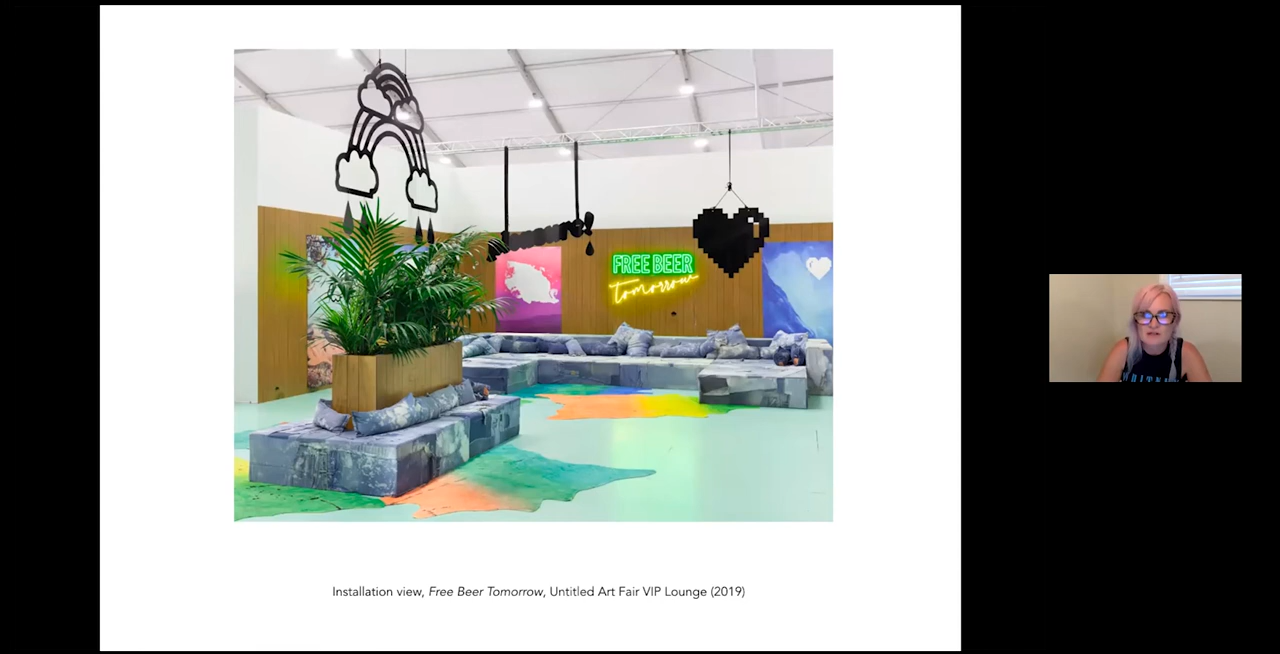 FREE BEER
Tomorrow
Installation view, Free Beer Tomorrow, Untitled Art Fair VIP Lounge (2019)